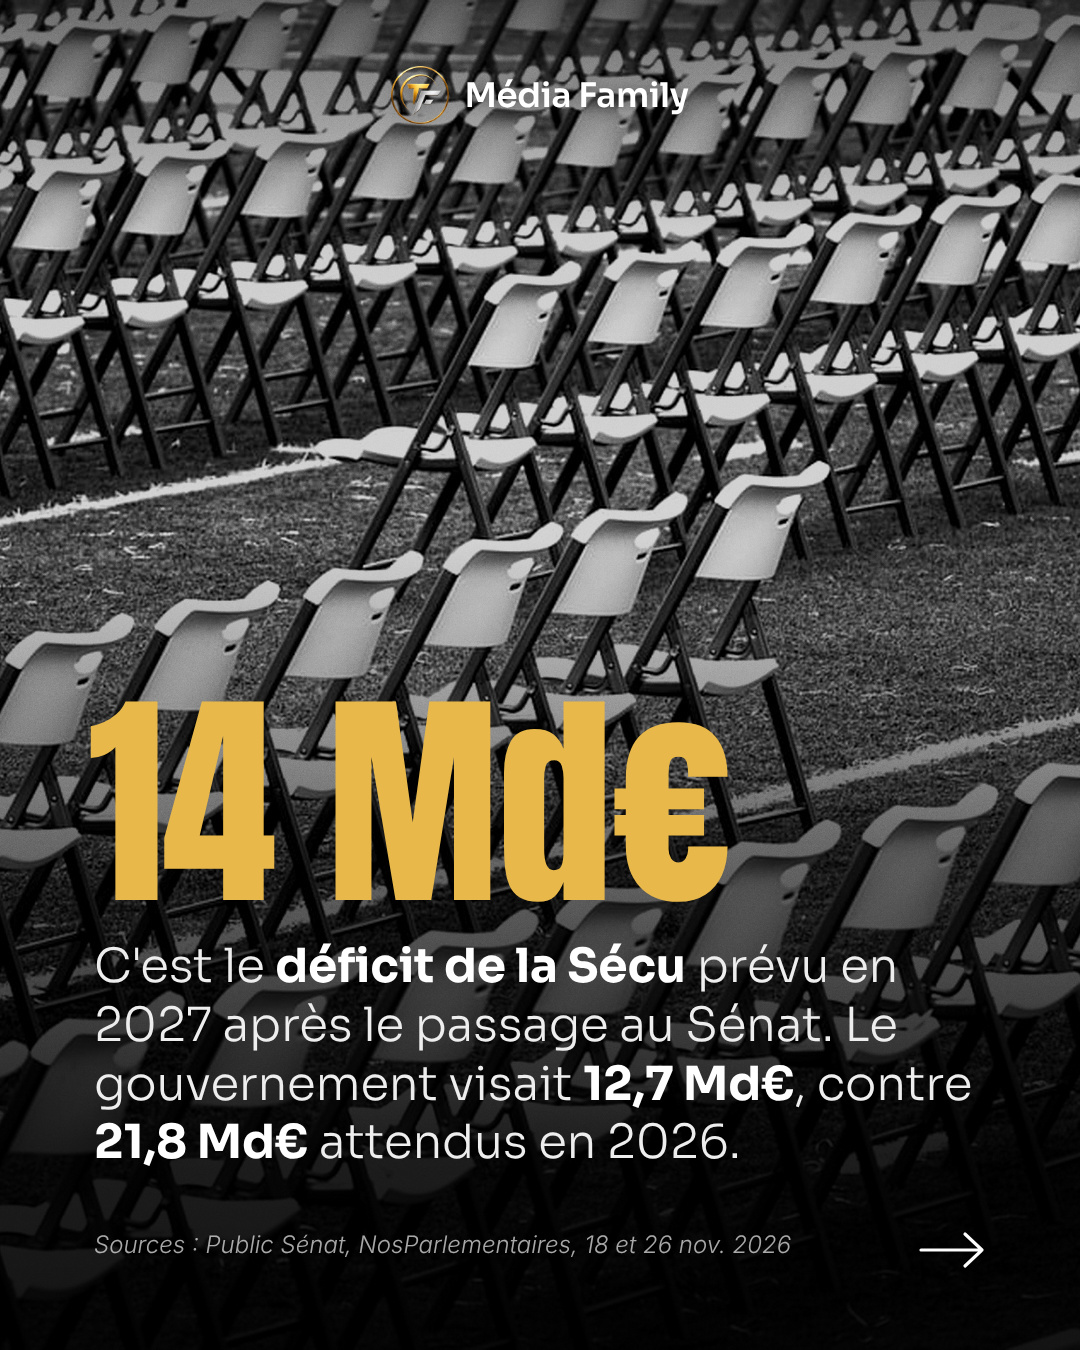 Média Family
14 Md€
C'est le déficit de la Sécu prévu en
2027 après le passage au Sénat. Le
gouvernement visait 12,7 Md€, contre
21,8 Md€ attendus en 2026.
Sources : Public Sénat, NosParlementaires, 18 et 26 nov. 2026